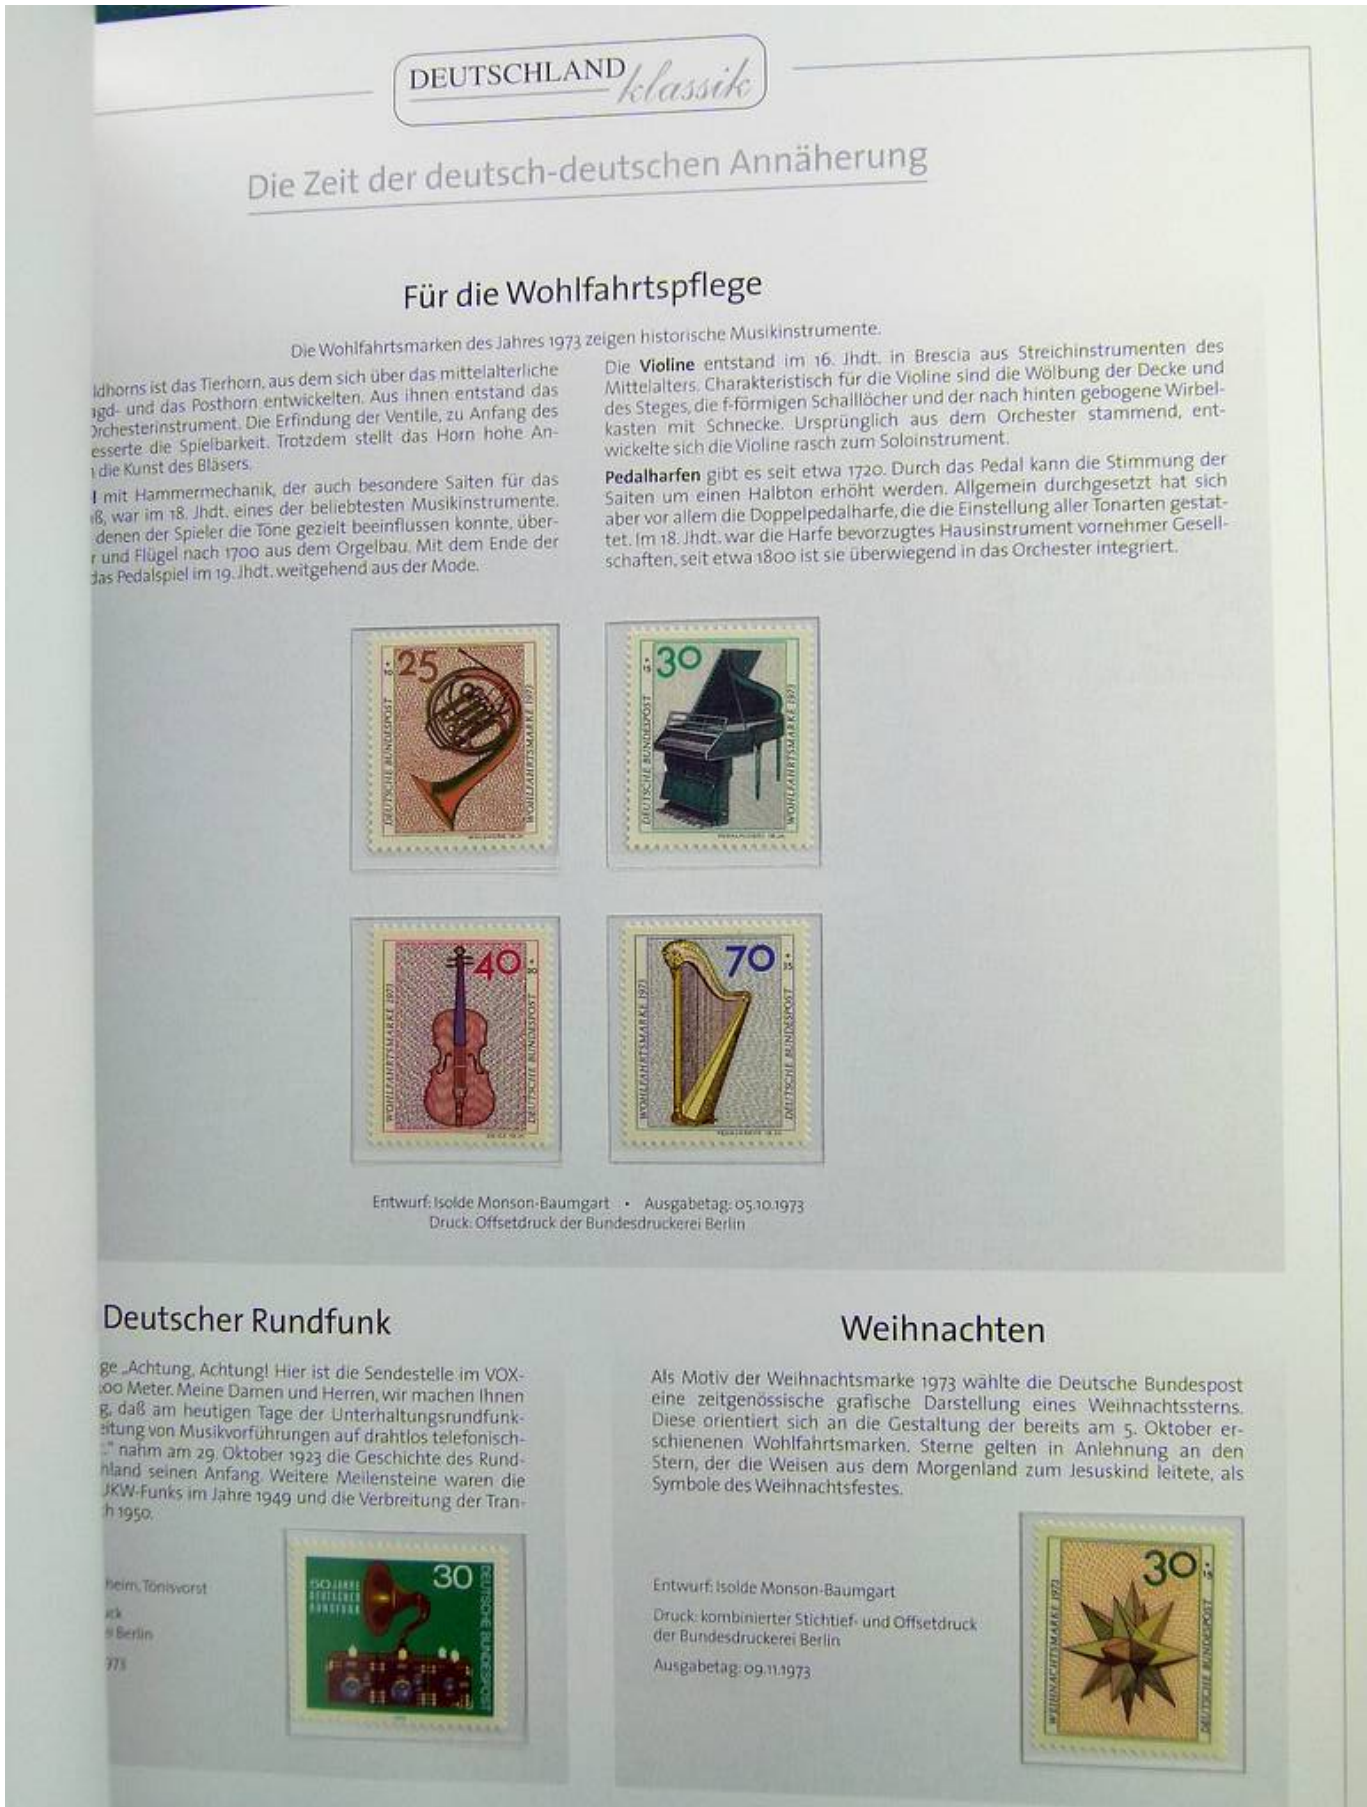 DEUTSCHLAND klassik
Die Zeit der deutsch-deutschen Annäherung
Für die Wohlfahrtspflege
Die Wohlfahrtsmarken des Jahres 1973 zeigen historische Musikinstrumente.
ldhorns ist das Tierhorn, aus dem sich über das mittelalterliche
agd- und das Posthorn entwickelten. Aus ihnen entstand das
Orchesterinstrument. Die Erfindung der Ventile, zu Anfang des
esserte die Spielbarkeit. Trotzdem stellt das Horn hohe An-
die Kunst des Bläsers.
l mit Hammermechanik, der auch besondere Saiten für das
ß, war im 18. Jhdt. eines der beliebtesten Musikinstrumente.
denen der Spieler die Töne gezielt beeinflussen konnte, über-
r und Flügel nach 1700 aus dem Orgelbau. Mit dem Ende der
das Pedalspiel im 19. Jhdt. weitgehend aus der Mode.
Die Violine entstand im 16. Jhdt. in Brescia aus Streichinstrumenten des
Mittelalters. Charakteristisch für die Violine sind die Wölbung der Decke und
des Steges, die f-förmigen Schalllöcher und der nach hinten gebogene Wirbel-
kasten mit Schnecke. Ursprünglich aus dem Orchester stammend, ent-
wickelte sich die Violine rasch zum Soloinstrument.
Pedalharfen gibt es seit etwa 1720. Durch das Pedal kann die Stimmung der
Saiten um einen Halbton erhöht werden. Allgemein durchgesetzt hat sich
aber vor allem die Doppelpedalharfe, die die Einstellung aller Tonarten gestat-
tet. Im 18. Jhdt. war die Harfe bevorzugtes Hausinstrument vornehmer Gesell-
schaften, seit etwa 1800 ist sie überwiegend in das Orchester integriert.
25
DEUTSCHE BUNDESPOST
WOHLFAHRTSMARKE 1973
30
DEUTSCHE BUNDESPOST
WOHLFAHRTSMARKE 1973
40
WOHLFAHRTSMARKE 1973
DEUTSCHE BUNDESPOST
70
WOHLFAHRTSMARKE 1973
DEUTSCHE BUNDESPOST
Entwurf: Isolde Monson-Baumgart • Ausgabetag: 05.10.1973
Druck: Offsetdruck der Bundesdruckerei Berlin
Deutscher Rundfunk
ge „Achtung, Achtung! Hier ist die Sendestelle im VOX-
00 Meter. Meine Damen und Herren, wir machen Ihnen
g, daß am heutigen Tage der Unterhaltungsrundfunk-
eitung von Musikvorführungen auf drahtlos telefonisch-
" nahm am 29. Oktober 1923 die Geschichte des Rund-
hland seinen Anfang. Weitere Meilensteine waren die
UKW-Funks im Jahre 1949 und die Verbreitung der Tran-
h 1950.
heim, Tönisvorst
ck
ei Berlin
973
50 JAHRE
DEUTSCHER
RUNDFUNK
30
DEUTSCHE BUNDESPOST
Weihnachten
Als Motiv der Weihnachtsmarke 1973 wählte die Deutsche Bundespost
eine zeitgenössische grafische Darstellung eines Weihnachtssterns.
Diese orientiert sich an die Gestaltung der bereits am 5. Oktober er-
schienenen Wohlfahrtsmarken. Sterne gelten in Anlehnung an den
Stern, der die Weisen aus dem Morgenland zum Jesuskind leitete, als
Symbole des Weihnachtsfestes.
Entwurf: Isolde Monson-Baumgart
Druck: kombinierter Stichtief- und Offsetdruck
der Bundesdruckerei Berlin
Ausgabetag: 09.11.1973
30
WEIHNACHTSMARKE 1973
DEUTSCHE BUNDESPOST